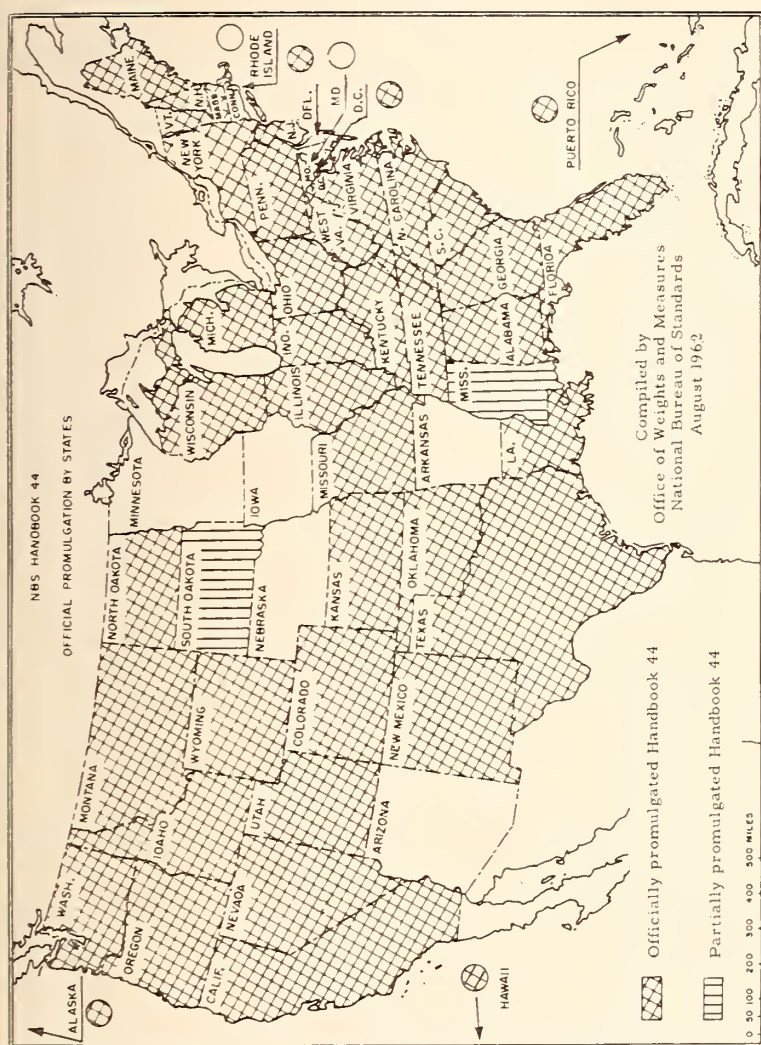 NBS HANDBOOK 44
OFFICIAL PROMULGATION BY STATES
ALASKA
WASH.
OREGON
CALIF.
NEVADA
IDAHO
MONTANA
WYOMING
UTAH
ARIZONA
COLORADO
NEW MEXICO
NORTH DAKOTA
SOUTH DAKOTA
NEBRASKA
KANSAS
OKLAHOMA
TEXAS
MINNESOTA
IOWA
MISSOURI
ARKANSAS
LA.
WISCONSIN
ILLINOIS
MICH.
IND.
OHIO
KENTUCKY
TENNESSEE
MISS.
ALABAMA
GEORGIA
FLORIDA
S.C.
N. CAROLINA
VIRGINIA
WEST
VA.
MD.
D.C.
PENN.
NEW
YORK
N.J.
VT.
N.H.
MAINE
MASS.
CONN.
RHODE
ISLAND
DEL.
MD
D.C.
PUERTO RICO
HAWAII
Officially promulgated Handbook 44
Partially promulgated Handbook 44
Compiled by
Office of Weights and Measures
National Bureau of Standards
August 1962
0 50 100 200 300 400 500 MILES